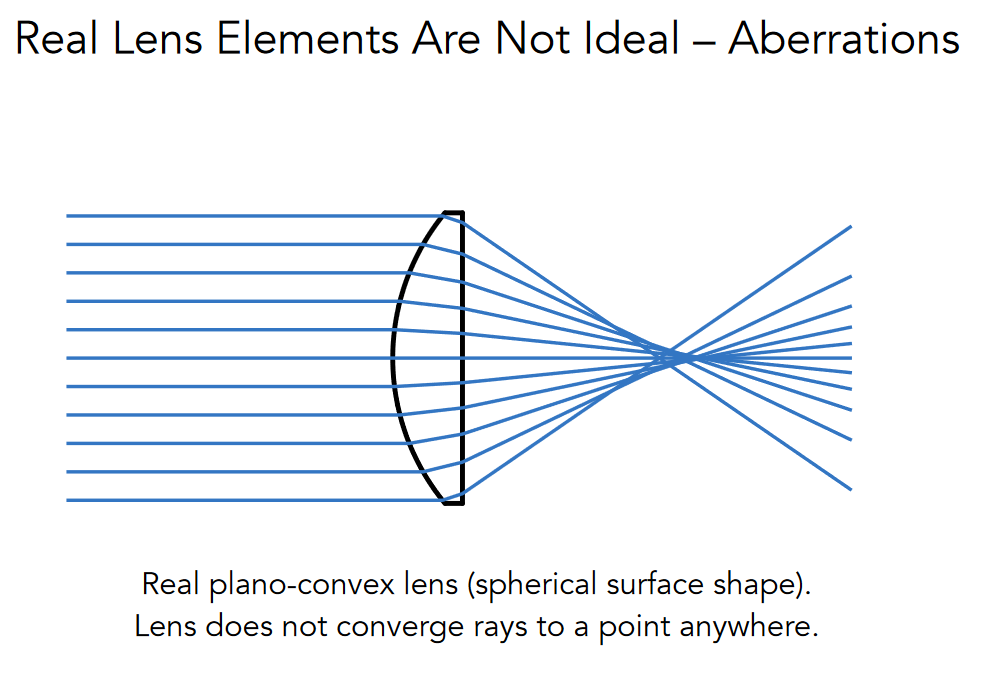 Real Lens Elements Are Not Ideal – Aberrations
Real plano-convex lens (spherical surface shape).
Lens does not converge rays to a point anywhere.